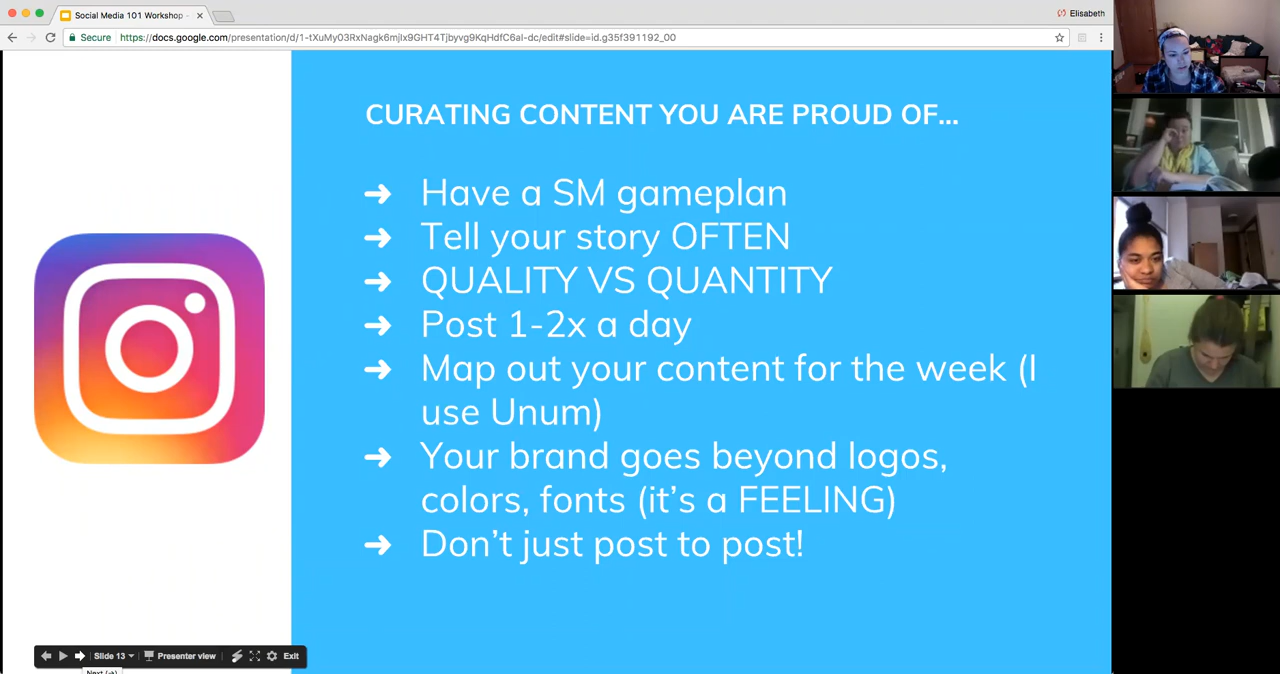 Social Media 101 Workshop -
Elisabeth
Secure
https://docs.google.com/presentation/d/1-tXuMy03RxNagk6mjIx9GHT4Tjbyvg9KqHdfC6aI-dc/edit#slide=id.g35f391192_00
CURATING CONTENT YOU ARE PROUD OF...
➔ Have a SM gameplan
➔ Tell your story OFTEN
➔ QUALITY VS QUANTITY
➔ Post 1-2x a day
➔ Map out your content for the week (I
use Unum)
➔ Your brand goes beyond logos,
colors, fonts (it's a FEELING)
➔ Don't just post to post!
Slide 13
Presenter view
Exit
Next (→)